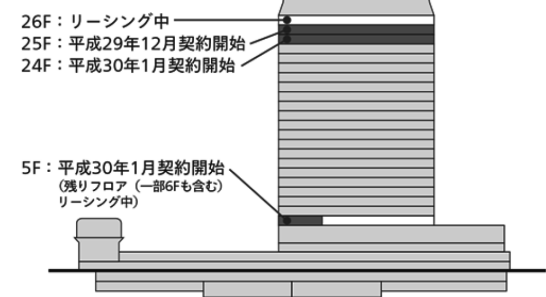 26F：リーシング中
25F：平成29年12月契約開始
24F：平成30年1月契約開始
5F：平成30年1月契約開始
（残りフロア（一部6Fも含む）
リーシング中）